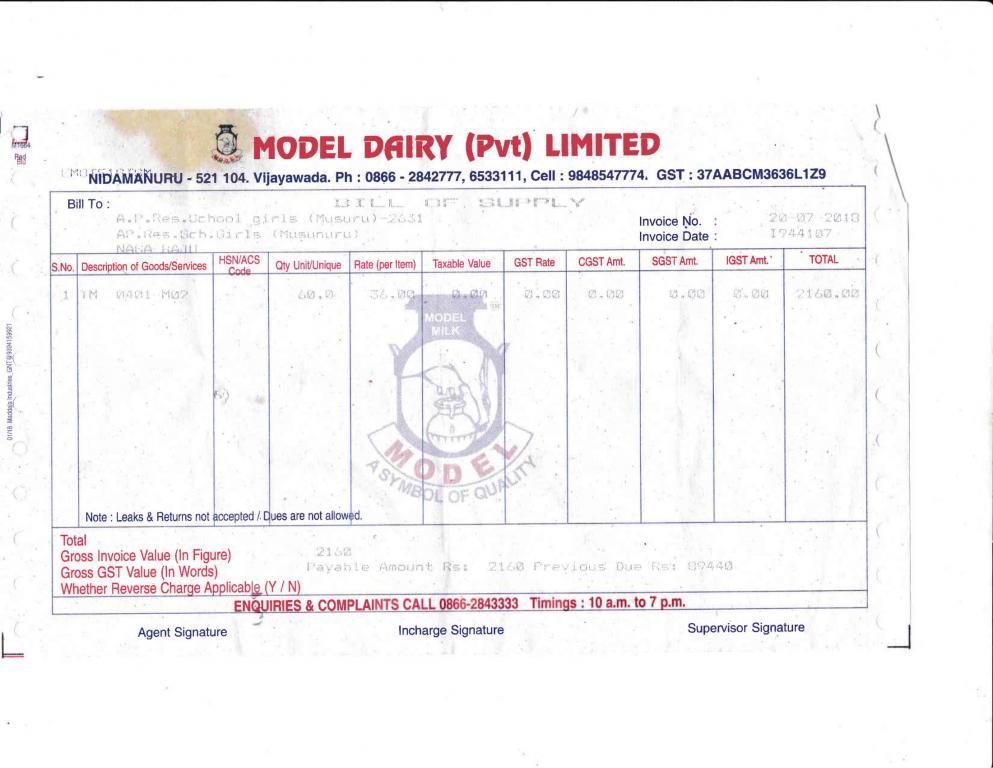 M1664
Red
Blu
MODEL DAIRY (Pvt) LIMITED
NIDAMANURU - 521 104. Vijayawada. Ph : 0866 - 2842777, 6533111, Cell : 9848547774. GST : 37AABCM3636L1Z9
Bill To :
BILL OF SUPPLY
A.P.Res.School girls (Musuru)-2631
AP.Res.Sch.Girls (Musunuru)
NAGA RAJU
Invoice No. : 20-07-2018
Invoice Date : I944107
S.No. Description of Goods/Services HSN/ACS Code Qty Unit/Unique Rate (per Item) Taxable Value GST Rate CGST Amt. SGST Amt. IGST Amt. TOTAL
1 TM 0401-M02 60.0 36.00 0.00 0.00 0.00 0.00 0.00 2160.00
MODEL
MILK
MODEL
A SYMBOL OF QUALITY
Note : Leaks & Returns not accepted / Dues are not allowed.
Total
Gross Invoice Value (In Figure) 2160
Gross GST Value (In Words) Payable Amount Rs: 2160 Previous Due Rs: 89440
Whether Reverse Charge Applicable (Y / N)
ENQUIRIES & COMPLAINTS CALL 0866-2843333 Timings : 10 a.m. to 7 p.m.
Agent Signature Incharge Signature Supervisor Signature